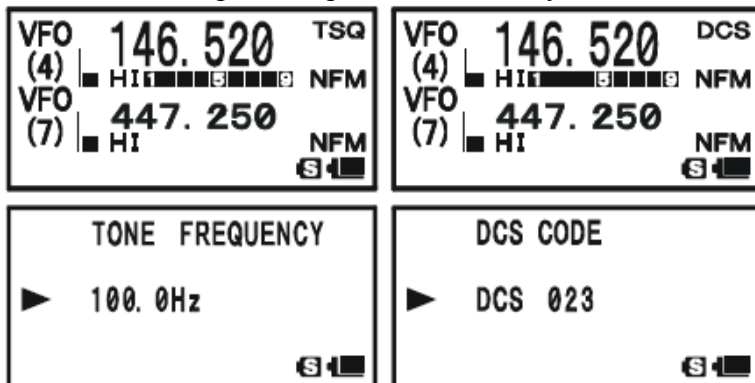 VFO 146.520 TSQ
(4) HI 1 5 9 NFM
VFO 447.250
(7) HI NFM
S
VFO 146.520 DCS
(4) HI 1 5 9 NFM
VFO 447.250
(7) HI NFM
S
TONE FREQUENCY
100.0Hz
S
DCS CODE
DCS 023
S